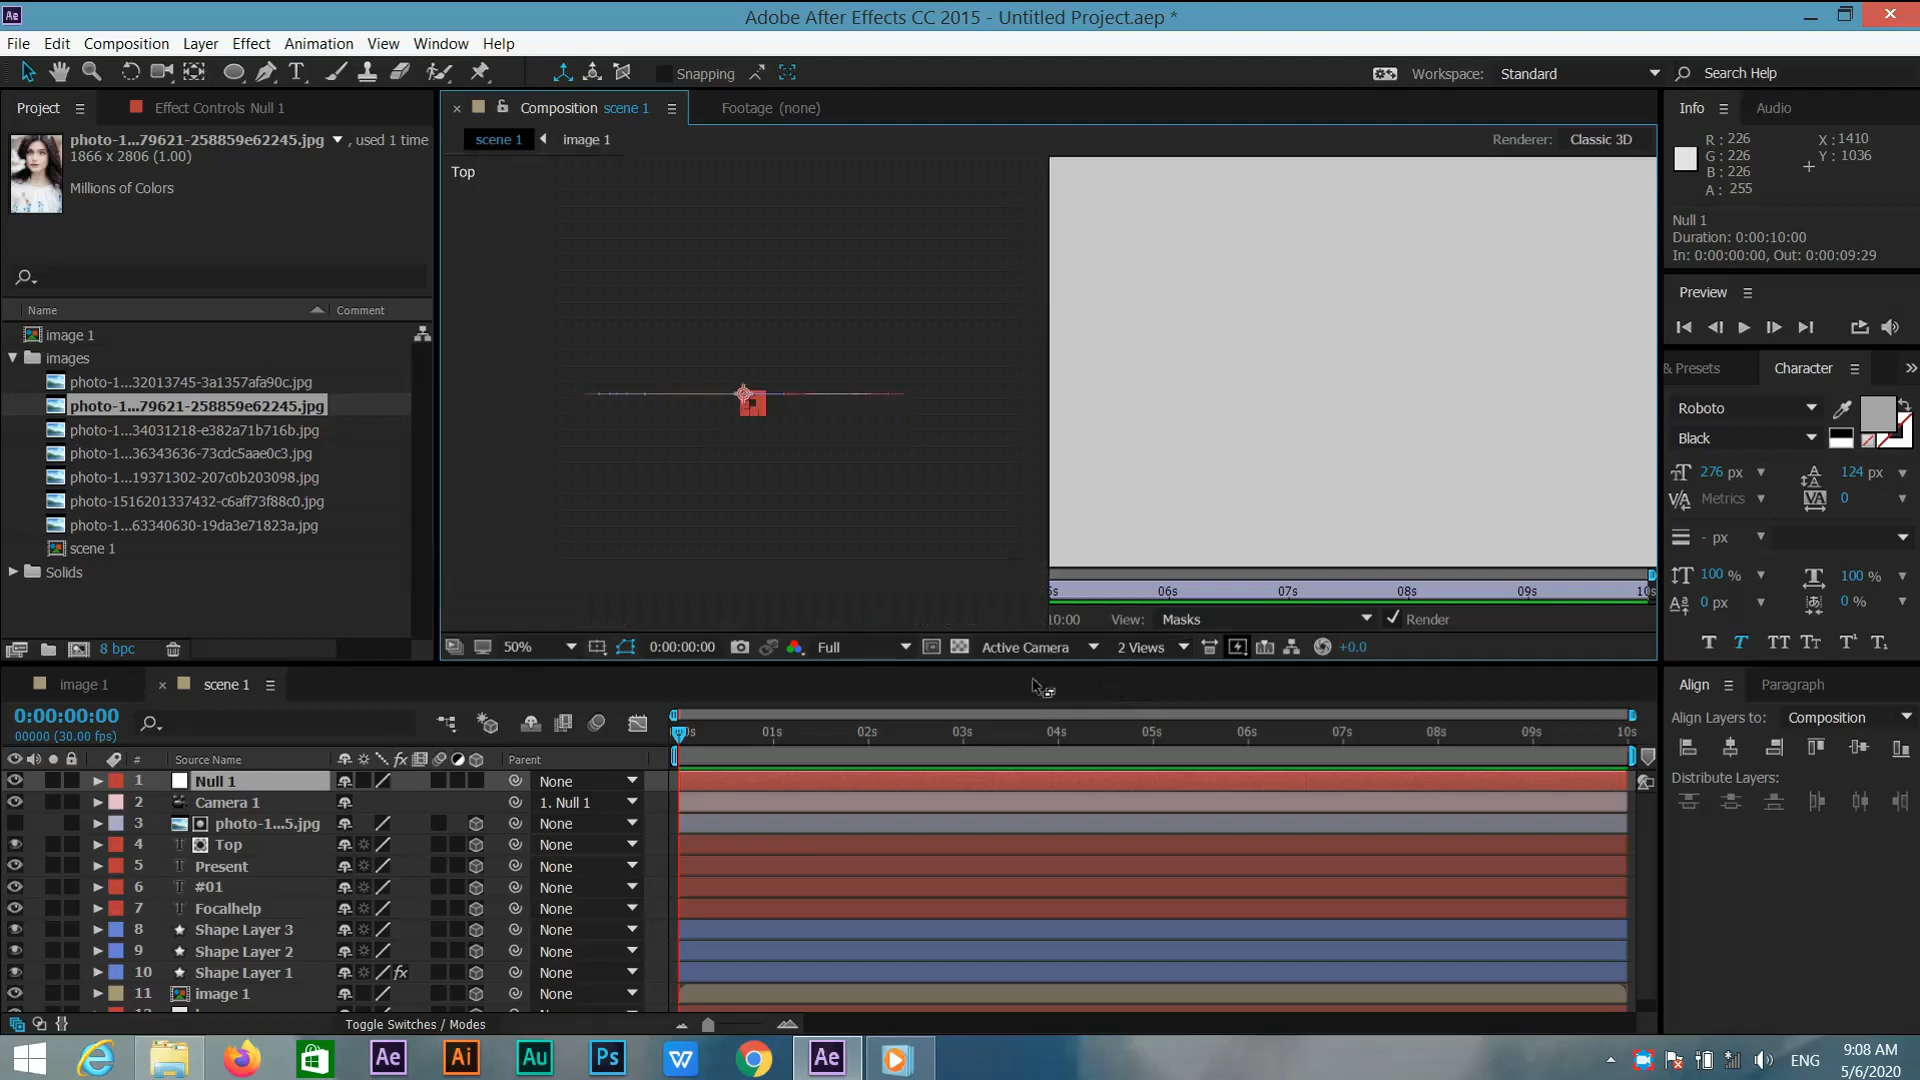 Ae
Adobe After Effects CC 2015 - Untitled Project.aep *
File Edit Composition Layer Effect Animation View Window Help
Snapping
Workspace: Standard
Search Help
Project
Effect Controls Null 1
Composition scene 1
Footage (none)
Info
Audio
photo-1...79621-258859e62245.jpg , used 1 time
1866 x 2806 (1.00)
Millions of Colors
scene 1
image 1
Renderer: Classic 3D
R: 226
G: 226
B: 226
A: 255
X: 1410
Y: 1036
Top
Null 1
Duration: 0:00:10:00
In: 0:00:00:00, Out: 0:00:09:29
Preview
Name
Comment
image 1
images
photo-1...32013745-3a1357afa90c.jpg
photo-1...79621-258859e62245.jpg
photo-1...34031218-e382a71b716b.jpg
photo-1...36343636-73cdc5aae0c3.jpg
photo-1...19371302-207c0b203098.jpg
photo-1516201337432-c6aff73f88c0.jpg
photo-1...63340630-19da3e71823a.jpg
scene 1
Solids
& Presets
Character
Roboto
Black
276 px
124 px
Metrics
0
- px
100 %
100 %
0 px
0 %
06s 07s 08s 09s
10:00
View: Masks
Render
8 bpc
50%
0:00:00:00
Full
Active Camera
2 Views
+0.0
image 1
scene 1
Align
Paragraph
0:00:00:00
00000 (30.00 fps)
01s 02s 03s 04s 05s 06s 07s 08s 09s 10s
Align Layers to: Composition
Distribute Layers:
# Source Name
Parent
1 Null 1 None
2 Camera 1 1. Null 1
3 photo-1...5.jpg None
4 Top None
5 Present None
6 #01 None
7 Focalhelp None
8 Shape Layer 3 None
9 Shape Layer 2 None
10 Shape Layer 1 None
11 image 1 None
Toggle Switches / Modes
Ae
Ai
Au
Ps
Ae
ENG
9:08 AM
5/6/2020